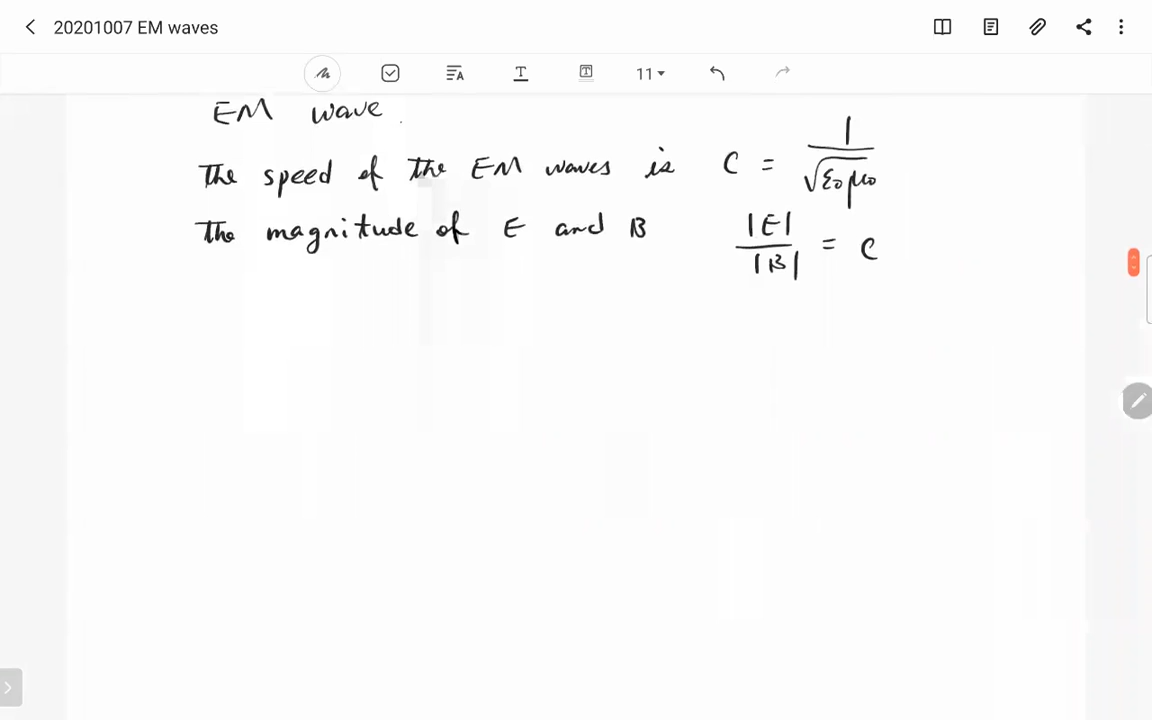 20201007 EM waves
11
EM wave.
The speed of the EM waves is C = 1/√ε₀μ₀
The magnitude of E and B |E|/|B| = C